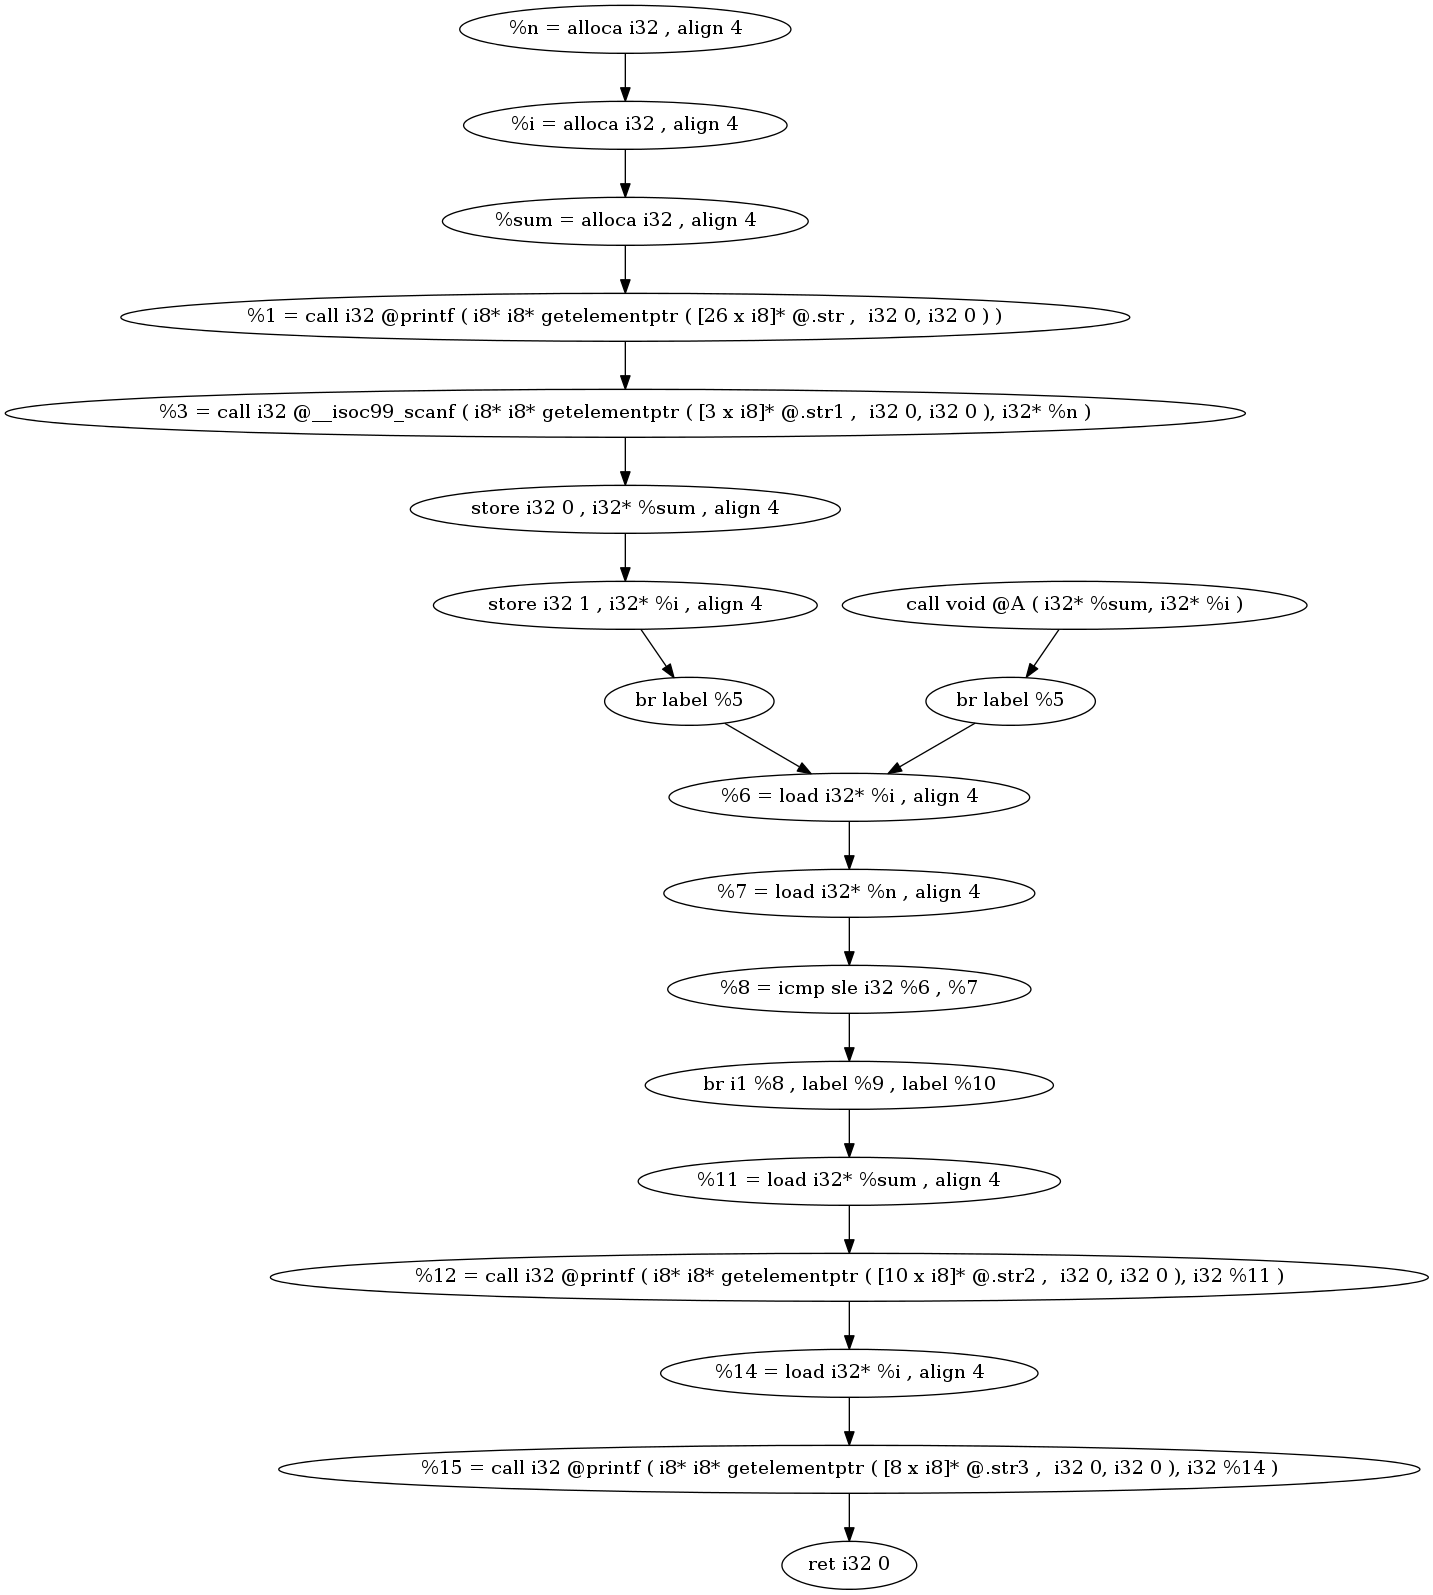 %n = alloca i32 , align 4
%i = alloca i32 , align 4
%sum = alloca i32 , align 4
%1 = call i32 @printf ( i8* i8* getelementptr ( [26 x i8]* @.str ,  i32 0, i32 0 ) )
%3 = call i32 @__isoc99_scanf ( i8* i8* getelementptr ( [3 x i8]* @.str1 ,  i32 0, i32 0 ), i32* %n )
store i32 0 , i32* %sum , align 4
store i32 1 , i32* %i , align 4
call void @A ( i32* %sum, i32* %i )
br label %5
br label %5
%6 = load i32* %i , align 4
%7 = load i32* %n , align 4
%8 = icmp sle i32 %6 , %7
br i1 %8 , label %9 , label %10
%11 = load i32* %sum , align 4
%12 = call i32 @printf ( i8* i8* getelementptr ( [10 x i8]* @.str2 ,  i32 0, i32 0 ), i32 %11 )
%14 = load i32* %i , align 4
%15 = call i32 @printf ( i8* i8* getelementptr ( [8 x i8]* @.str3 ,  i32 0, i32 0 ), i32 %14 )
ret i32 0